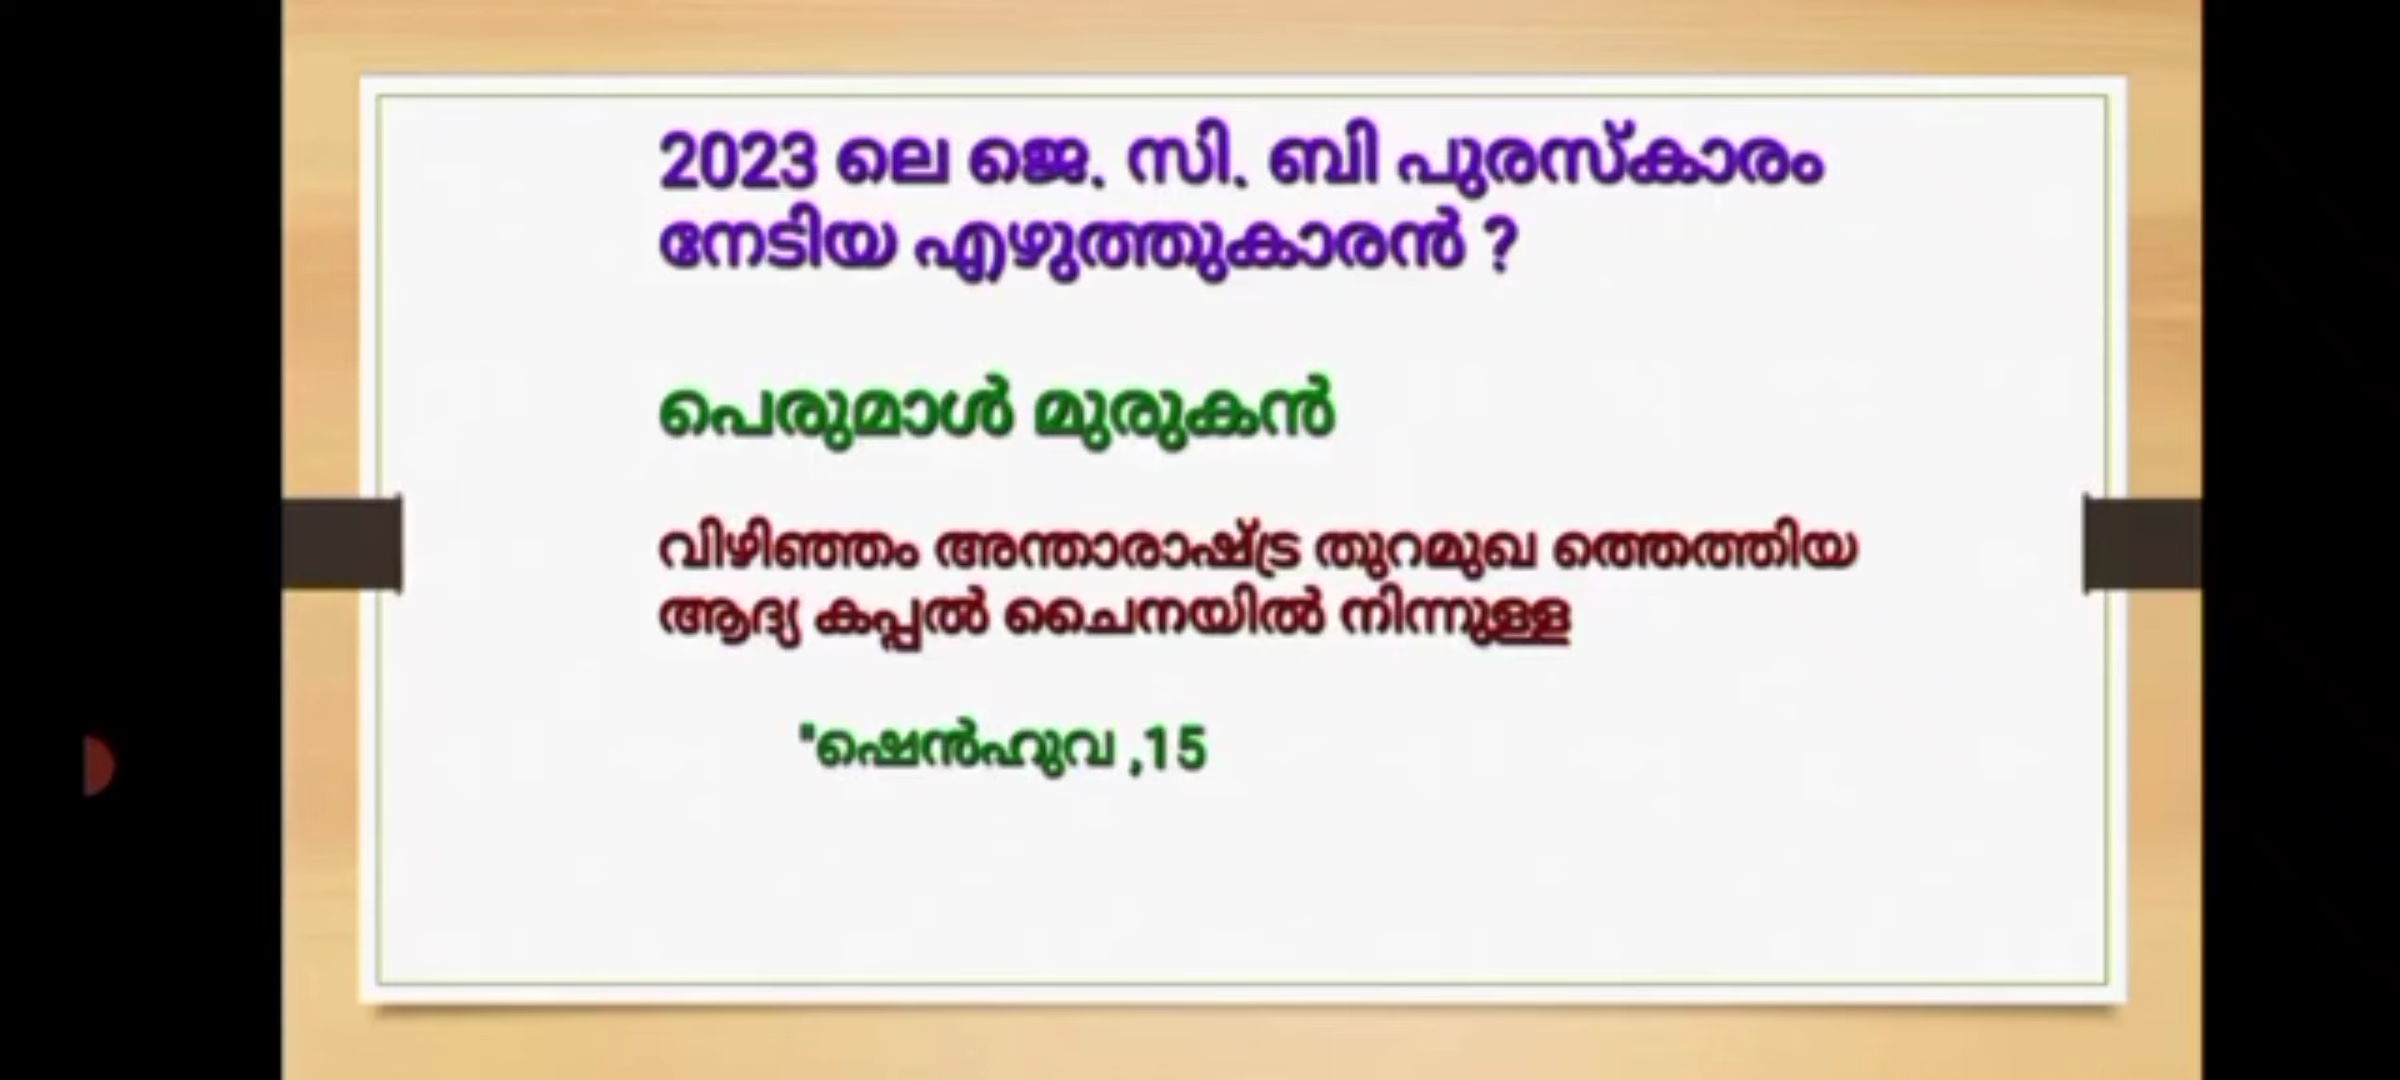 2023 ലെ ജെ. സി. ബി പുരസ്കാരം
നേടിയ എഴുത്തുകാരൻ ?
പെരുമാൾ മുരുകൻ
വിഴിഞ്ഞം അന്താരാഷ്ട്ര തുറമുഖ ത്തെത്തിയ
ആദ്യ കപ്പൽ ചൈനയിൽ നിന്നുള്ള
"ഷെൻഹുവ ,15